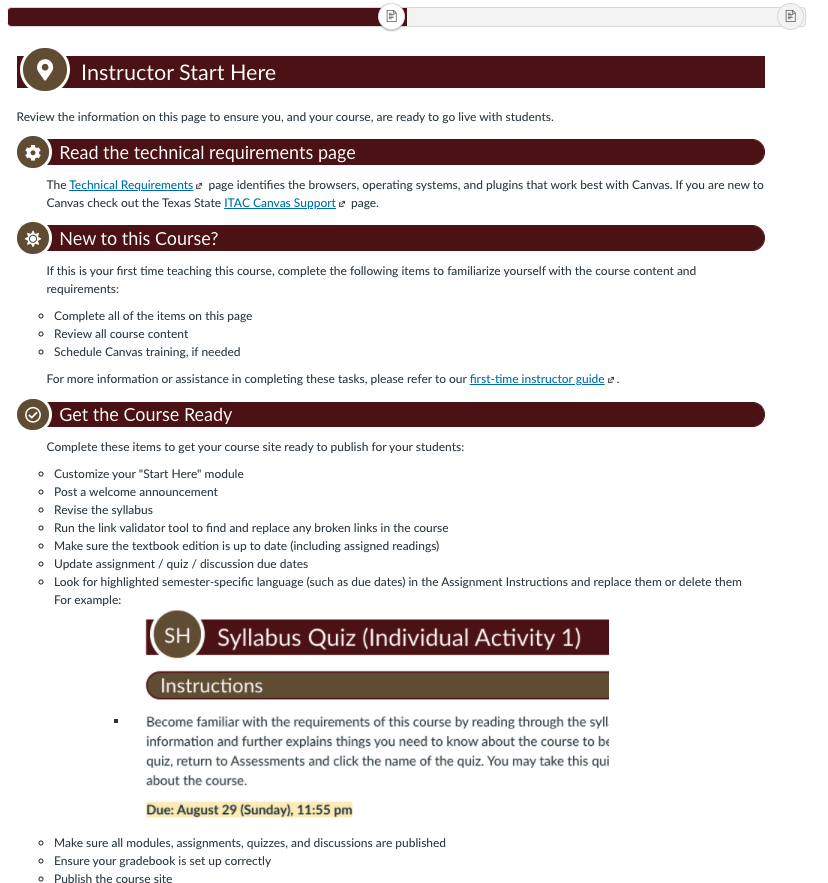 Instructor Start Here
Review the information on this page to ensure you, and your course, are ready to go live with students.
Read the technical requirements page
The Technical Requirements page identifies the browsers, operating systems, and plugins that work best with Canvas. If you are new to
Canvas check out the Texas State ITAC Canvas Support page.
New to this Course?
If this is your first time teaching this course, complete the following items to familiarize yourself with the course content and
requirements:
Complete all of the items on this page
Review all course content
Schedule Canvas training, if needed
For more information or assistance in completing these tasks, please refer to our first-time instructor guide.
Get the Course Ready
Complete these items to get your course site ready to publish for your students:
Customize your "Start Here" module
Post a welcome announcement
Revise the syllabus
Run the link validator tool to find and replace any broken links in the course
Make sure the textbook edition is up to date (including assigned readings)
Update assignment / quiz / discussion due dates
Look for highlighted semester-specific language (such as due dates) in the Assignment Instructions and replace them or delete them
For example:
SH Syllabus Quiz (Individual Activity 1)
Instructions
Become familiar with the requirements of this course by reading through the syll
information and further explains things you need to know about the course to be
quiz, return to Assessments and click the name of the quiz. You may take this qui
about the course.
Due: August 29 (Sunday), 11:55 pm
Make sure all modules, assignments, quizzes, and discussions are published
Ensure your gradebook is set up correctly
Publish the course site